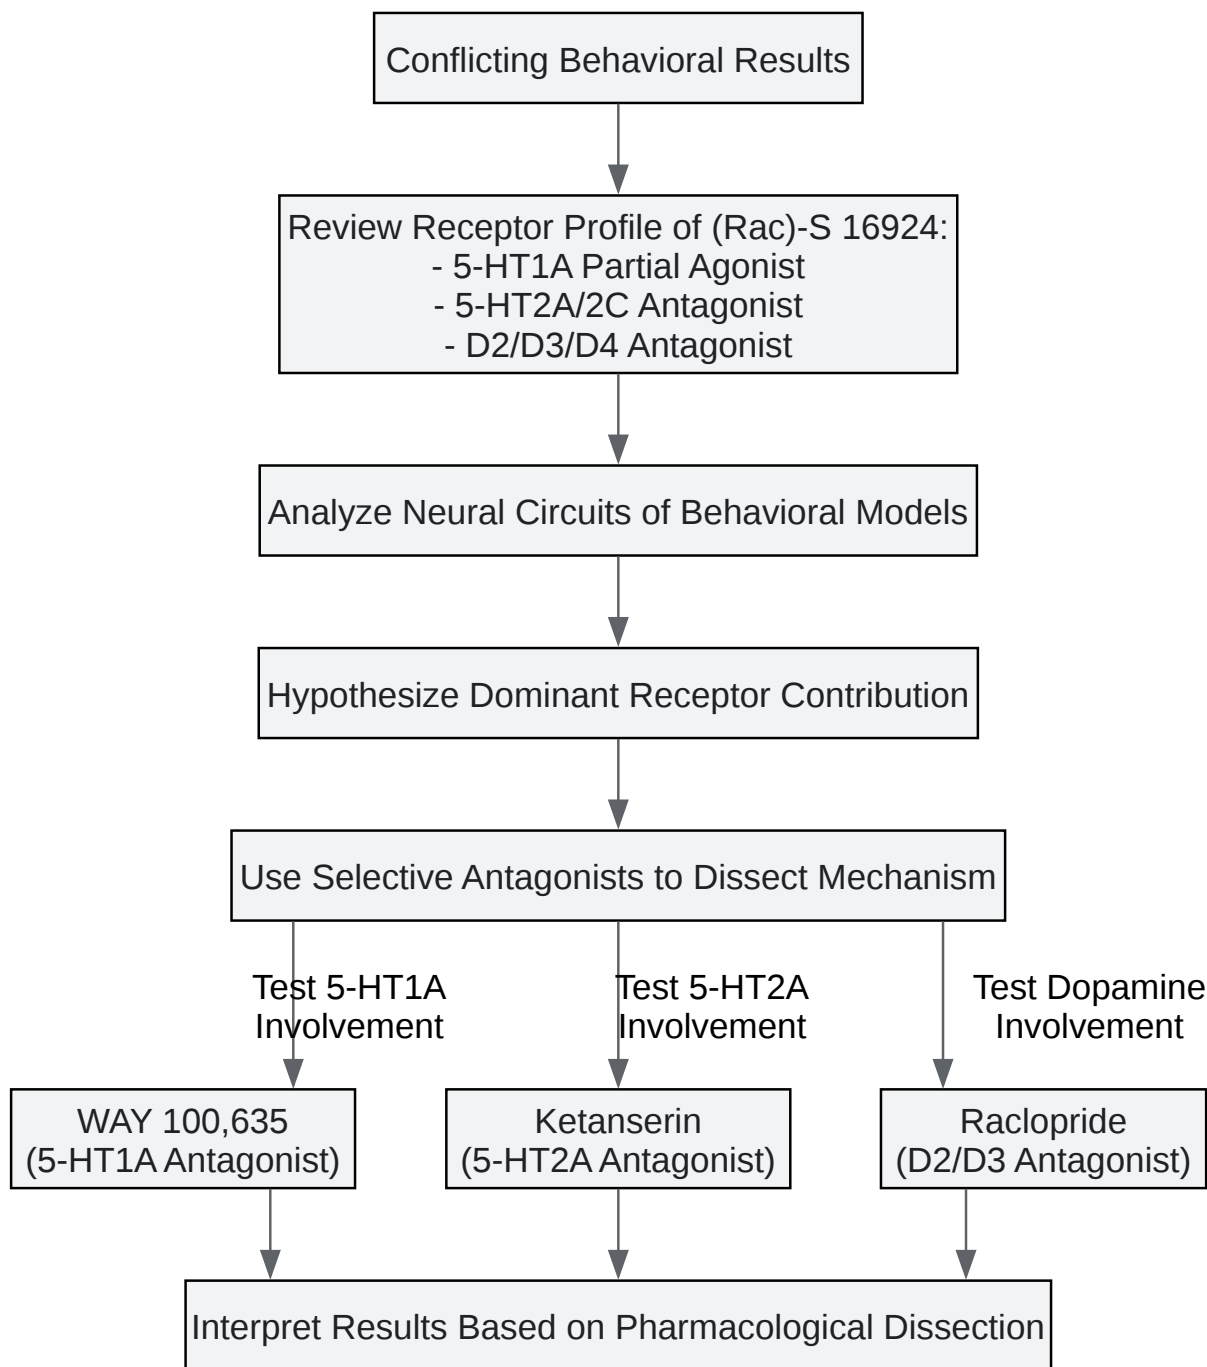 Conflicting Behavioral Results
Review Receptor Profile of (Rac)-S 16924:
- 5-HT1A Partial Agonist
- 5-HT2A/2C Antagonist
- D2/D3/D4 Antagonist
Analyze Neural Circuits of Behavioral Models
Hypothesize Dominant Receptor Contribution
Use Selective Antagonists to Dissect Mechanism
Test 5-HT1A
Involvement
Test 5-HT2A
Involvement
Test Dopamine
Involvement
WAY 100,635
(5-HT1A Antagonist)
Ketanserin
(5-HT2A Antagonist)
Raclopride
(D2/D3 Antagonist)
Interpret Results Based on Pharmacological Dissection